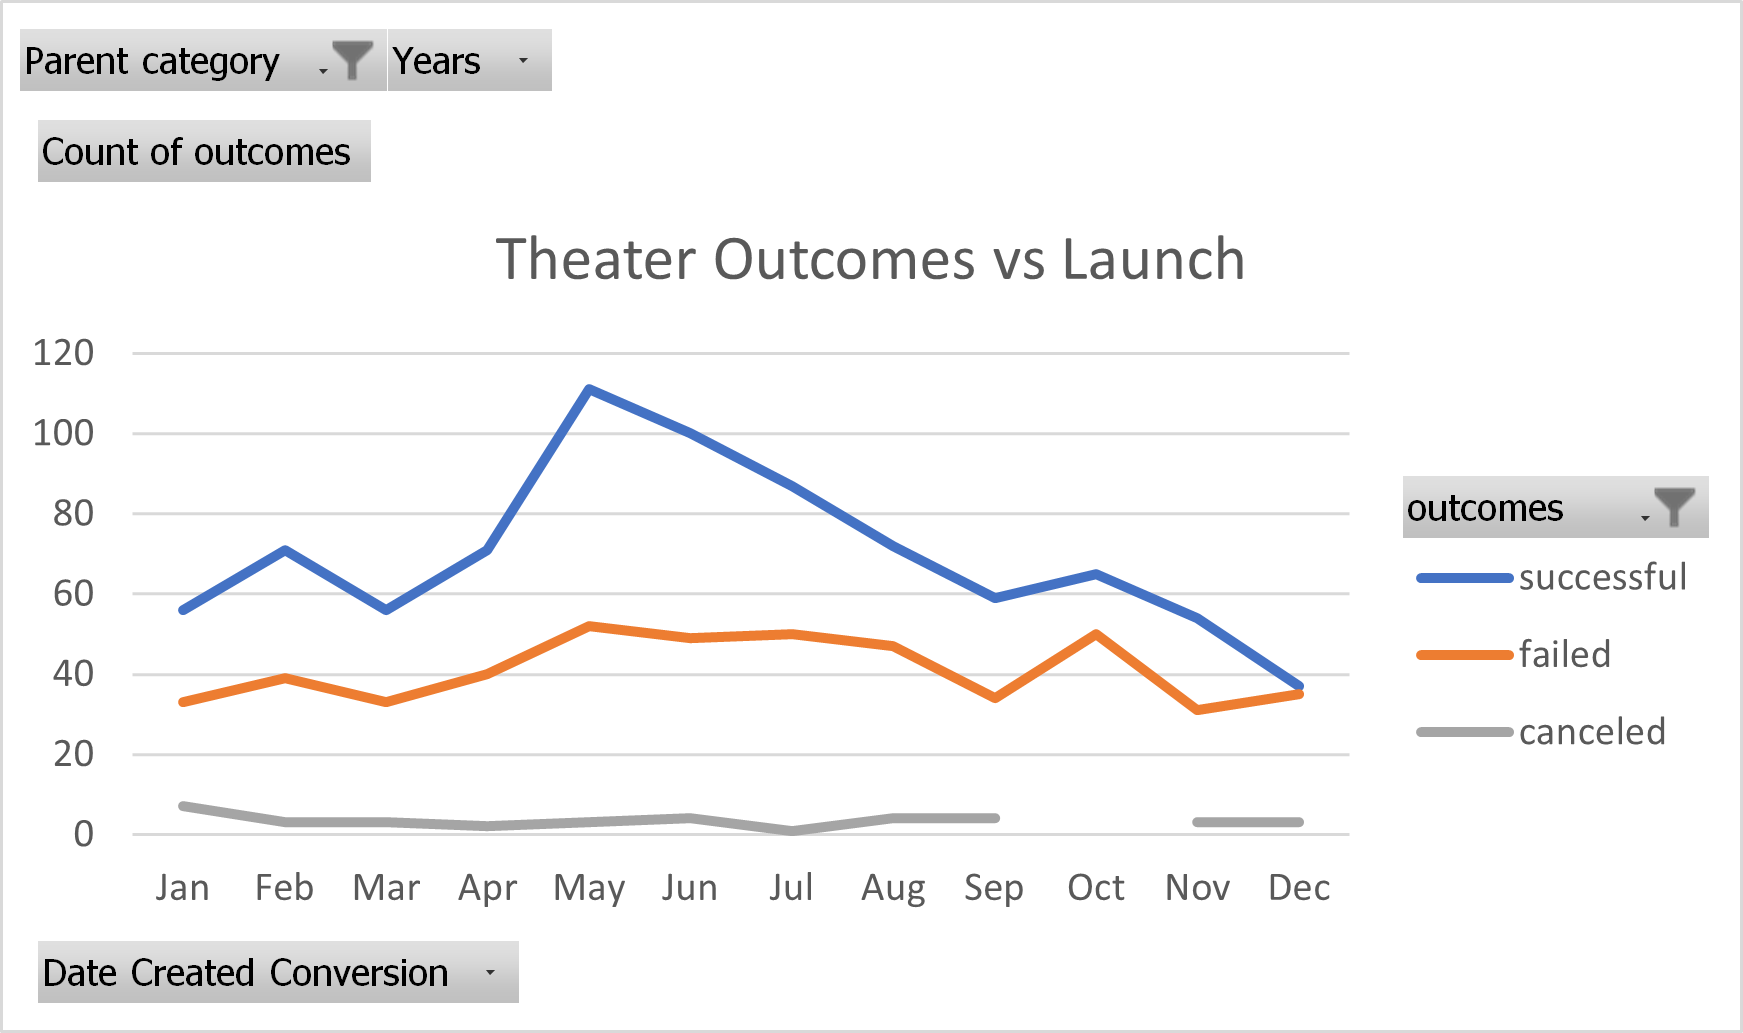 Parent category Years
Count of outcomes
Theater Outcomes vs Launch
120
100
80
60
40
20
0
Jan Feb Mar Apr May Jun Jul Aug Sep Oct Nov Dec
outcomes
successful
failed
canceled
Date Created Conversion